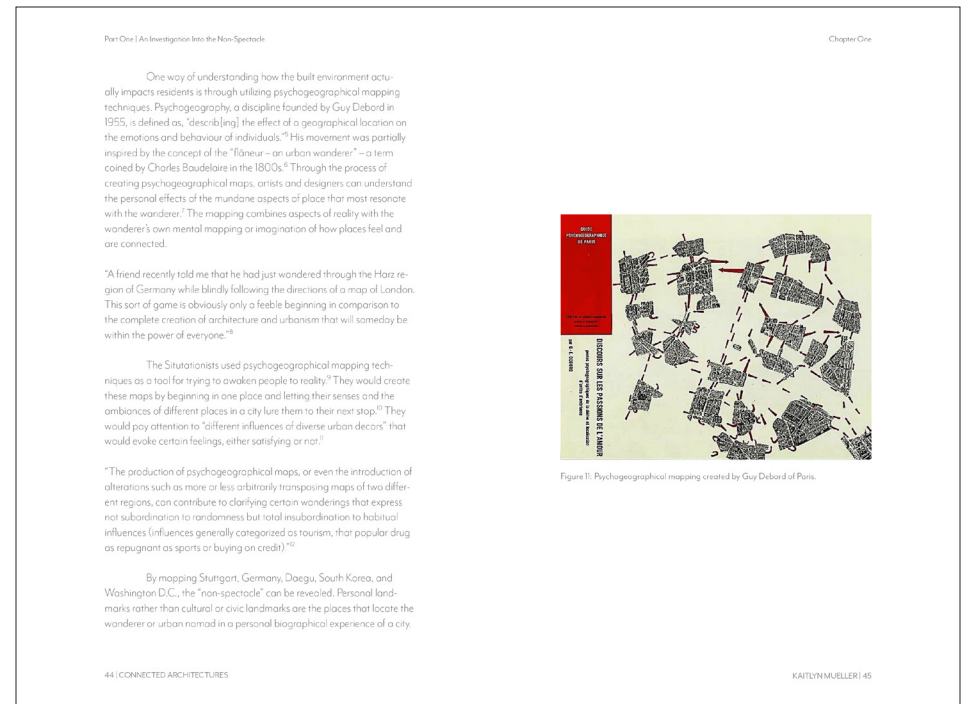 Part One | An Investigation Into the Non-Spectacle
Chapter One
One way of understanding how the built environment actu-
ally impacts residents is through utilizing psychogeographical mapping
techniques. Psychogeography, a discipline founded by Guy Debord in
1955, is defined as, "describ[ing] the effect of a geographical location on
the emotions and behaviour of individuals."5 His movement was partially
inspired by the concept of the "flâneur – an urban wanderer" – a term
coined by Charles Baudelaire in the 1800s.6 Through the process of
creating psychogeographical maps, artists and designers can understand
the personal effects of the mundane aspects of place that most resonate
with the wanderer.7 The mapping combines aspects of reality with the
wanderer's own mental mapping or imagination of how places feel and
are connected.
"A friend recently told me that he had just wandered through the Harz re-
gion of Germany while blindly following the directions of a map of London.
This sort of game is obviously only a feeble beginning in comparison to
the complete creation of architecture and urbanism that will someday be
within the power of everyone."8
The Situtationists used psychogeographical mapping tech-
niques as a tool for trying to awaken people to reality.9 They would create
these maps by beginning in one place and letting their senses and the
ambiances of different places in a city lure them to their next stop.10 They
would pay attention to "different influences of diverse urban decors" that
would evoke certain feelings, either satisfying or not.11
"The production of psychogeographical maps, or even the introduction of
alterations such as more or less arbitrarily transposing maps of two differ-
ent regions, can contribute to clarifying certain wanderings that express
not subordination to randomness but total insubordination to habitual
influences (influences generally categorized as tourism, that popular drug
as repugnant as sports or buying on credit)."12
By mapping Stuttgart, Germany, Daegu, South Korea, and
Washington D.C., the "non-spectacle" can be revealed. Personal land-
marks rather than cultural or civic landmarks are the places that locate the
wanderer or urban nomad in a personal biographical experience of a city.
GUIDE
PSYCHOGEOGRAPHIQUE
DE PARIS
DISCOURS SUR LES PASSIONS DE L'AMOUR
pentes psychogeographiques de la dérive et localisation
d'unités d'ambiance
par G.-E. DEBORD
Figure 11. Psychogeographical mapping created by Guy Debord of Paris.
44 | CONNECTED ARCHITECTURES
KAITLYN MUELLER | 45